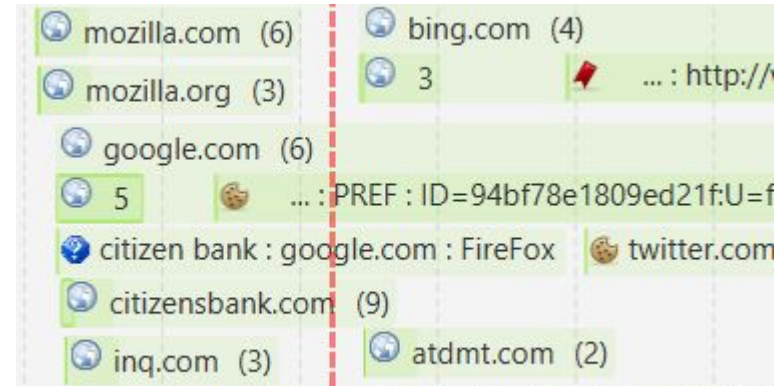 mozilla.com (6)
bing.com (4)
3
... : http://
mozilla.org (3)
google.com (6)
5
... : PREF : ID=94bf78e1809ed21f:U=f
citizen bank : google.com : FireFox
twitter.com
citizensbank.com (9)
inq.com (3)
atdmt.com (2)